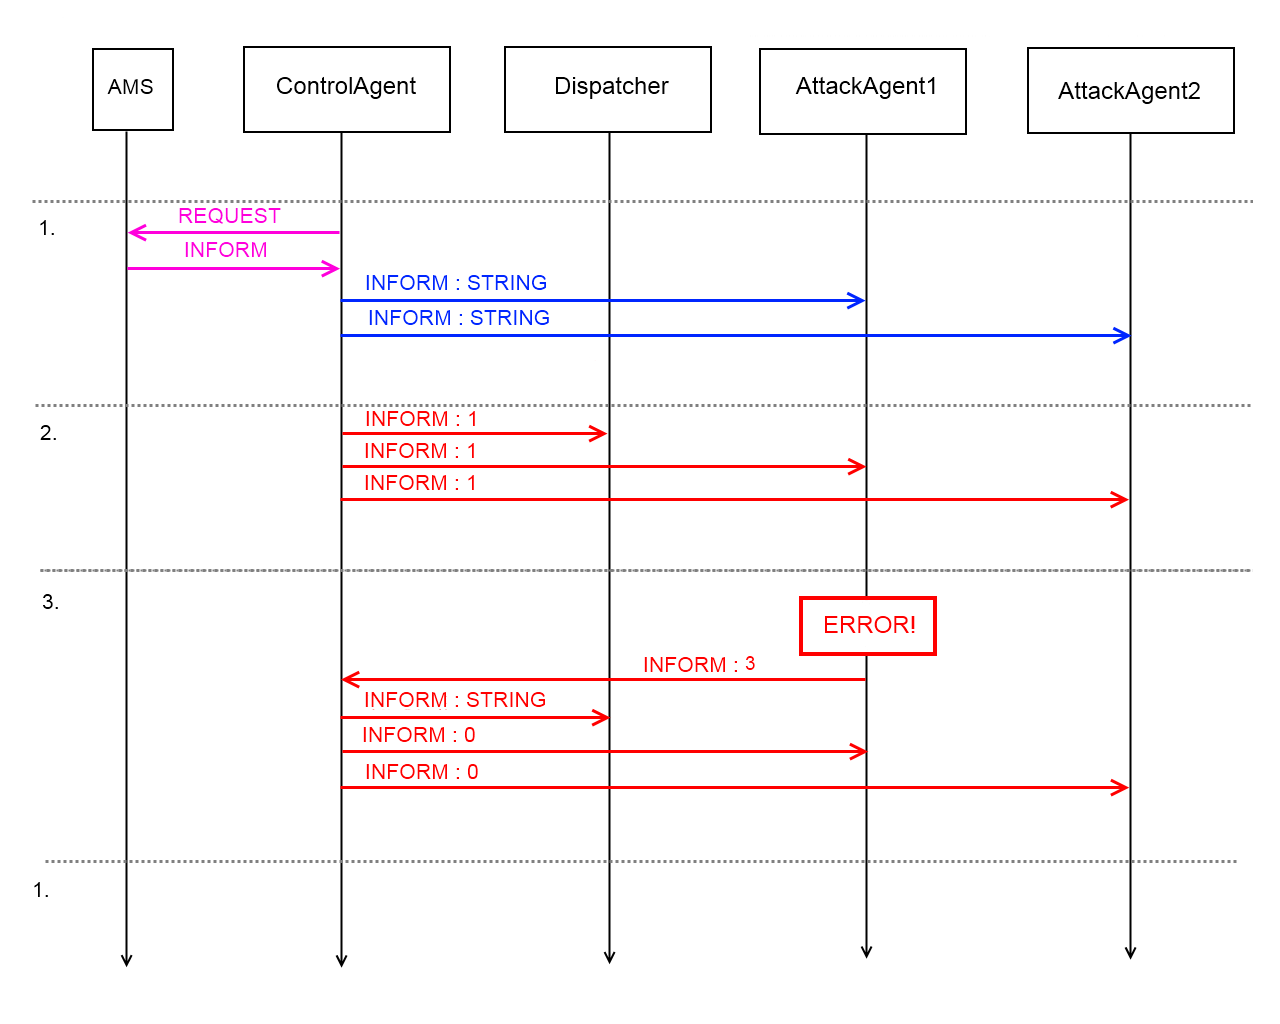 AMS
ControlAgent
Dispatcher
AttackAgent1
AttackAgent2
1.
REQUEST
INFORM
INFORM : STRING
INFORM : STRING
2.
INFORM : 1
INFORM : 1
INFORM : 1
3.
ERROR!
INFORM : 3
INFORM : STRING
INFORM : 0
INFORM : 0
1.